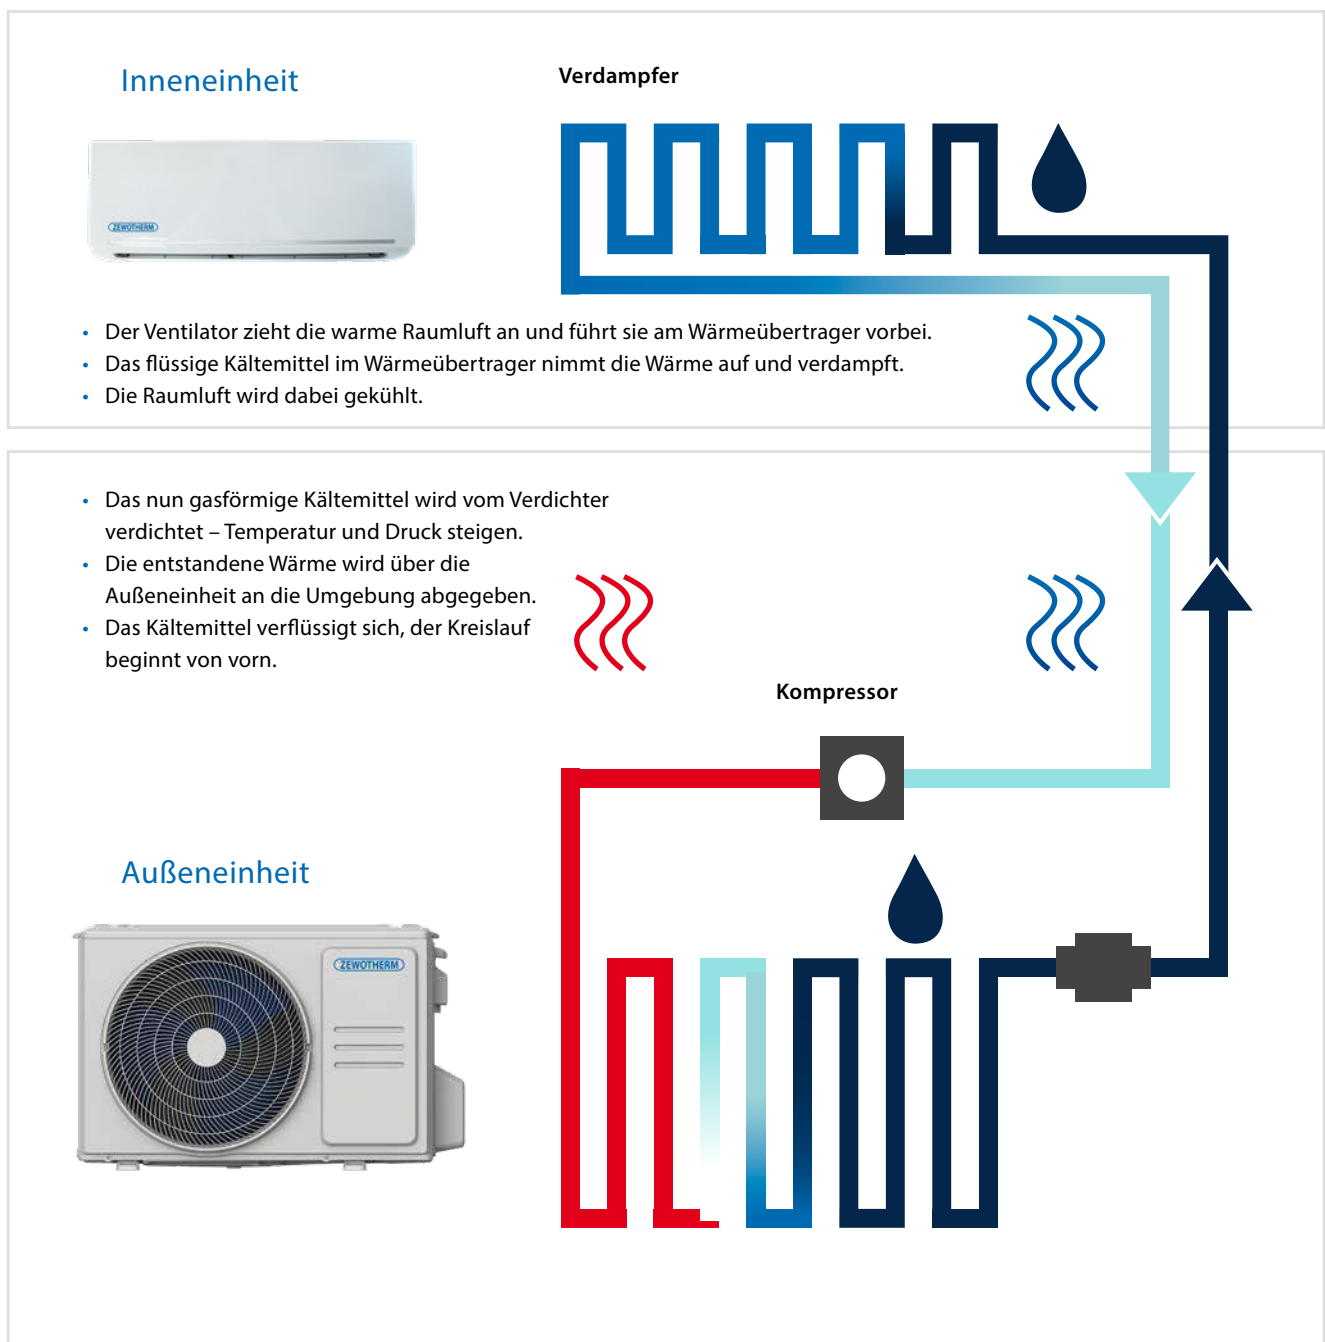 Inneneinheit
Verdampfer
ZEWOTHERM
• Der Ventilator zieht die warme Raumluft an und führt sie am Wärmeübertrager vorbei.
• Das flüssige Kältemittel im Wärmeübertrager nimmt die Wärme auf und verdampft.
• Die Raumluft wird dabei gekühlt.
• Das nun gasförmige Kältemittel wird vom Verdichter
verdichtet – Temperatur und Druck steigen.
• Die entstandene Wärme wird über die
Außeneinheit an die Umgebung abgegeben.
• Das Kältemittel verflüssigt sich, der Kreislauf
beginnt von vorn.
Kompressor
Außeneinheit
ZEWOTHERM